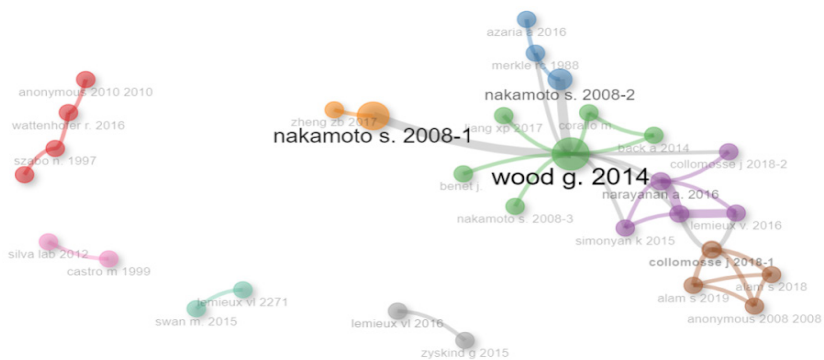 azaria a 2016
merkle rc 1988
anonymous 2010 2010
nakamoto s. 2008-2
wattenhofer r. 2016
zheng zb 2017
liang xp 2017
corallo m.
nakamoto s. 2008-1
back a 2014
szabo n. 1997
collomosse j 2018-2
wood g. 2014
benet j.
narayanan a. 2016
nakamoto s. 2008-3
lemieux v. 2016
simonyan k 2015
silva lab 2012
castro m 1999
collomosse j 2018-1
alam s 2018
lemieux vl 2271
alam s 2019
swan m. 2015
lemieux vl 2016
anonymous 2008 2008
zyskind g 2015